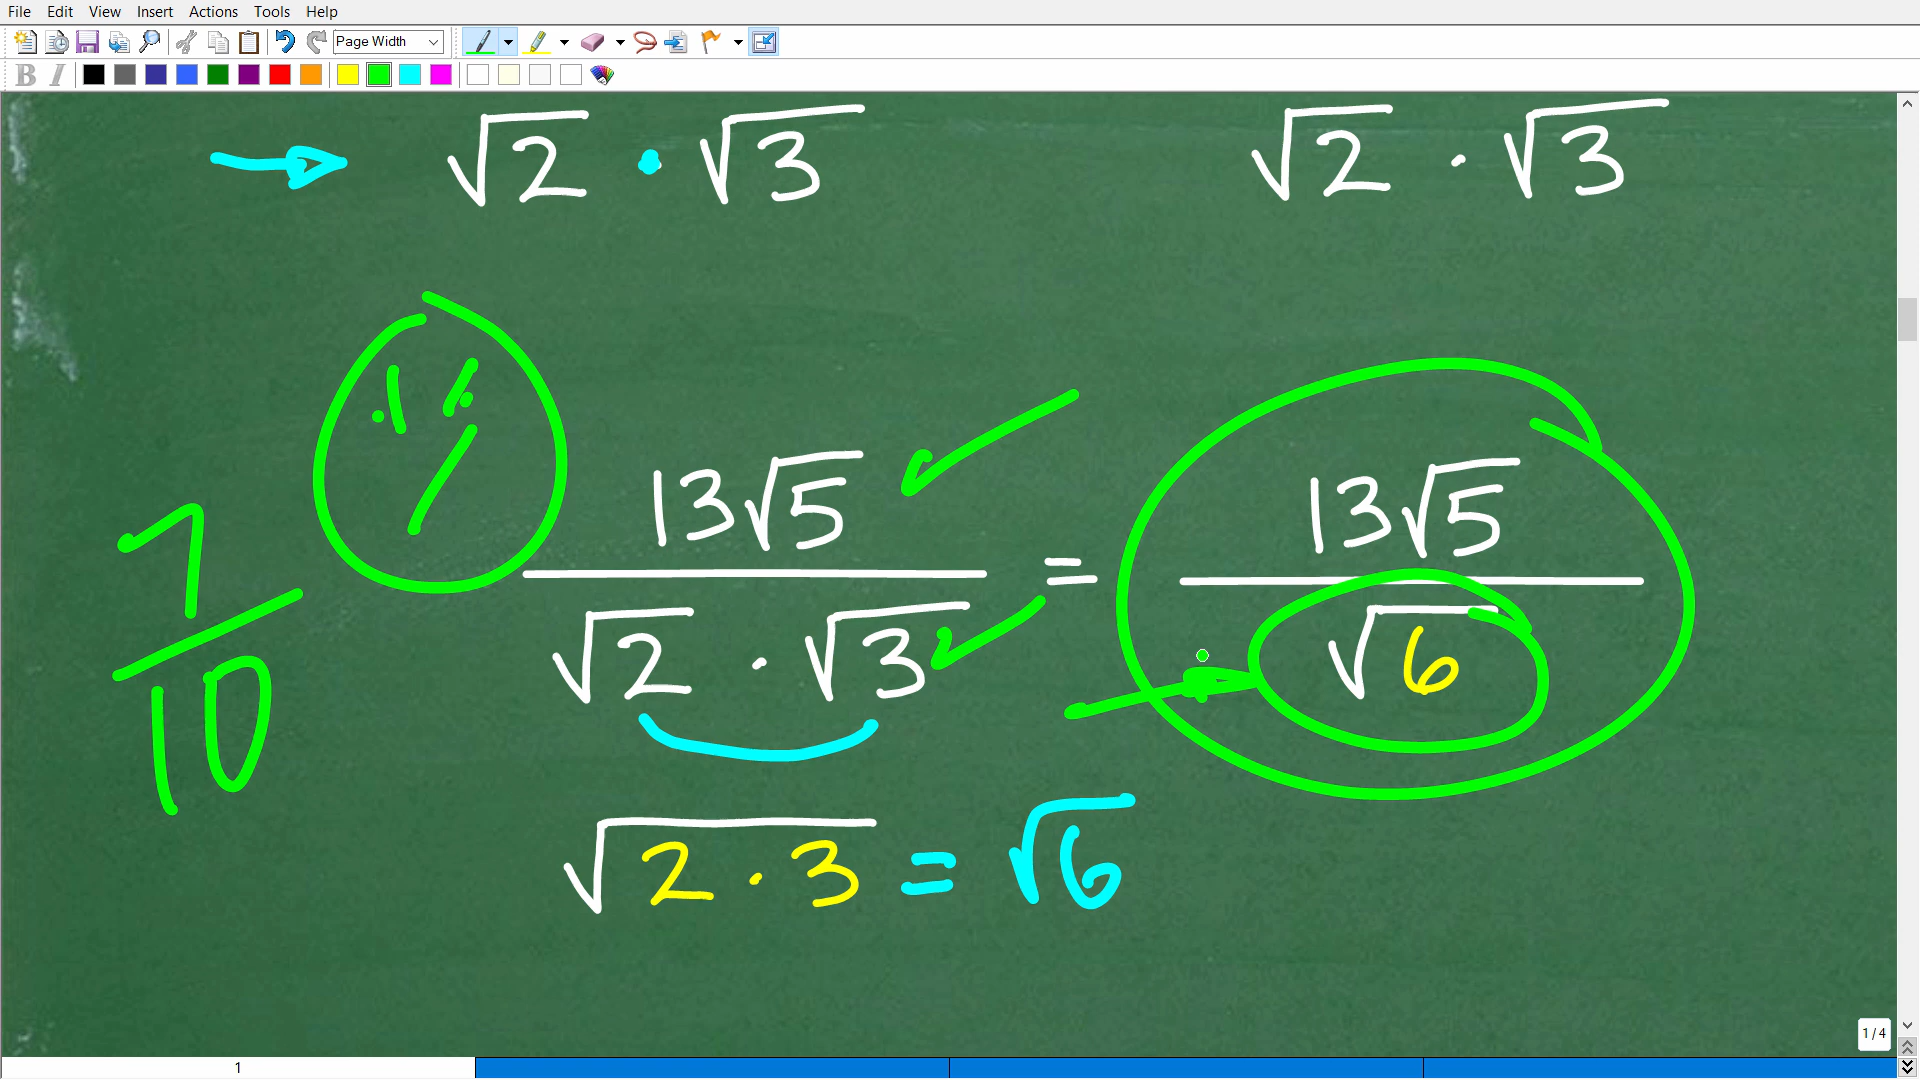 File Edit View Insert Actions Tools Help
Page Width
B I
√2 · √3
√2 · √3
13√5
√2 · √3
=
13√5
√6
7
10
√2 · 3 = √6
1 / 4
1